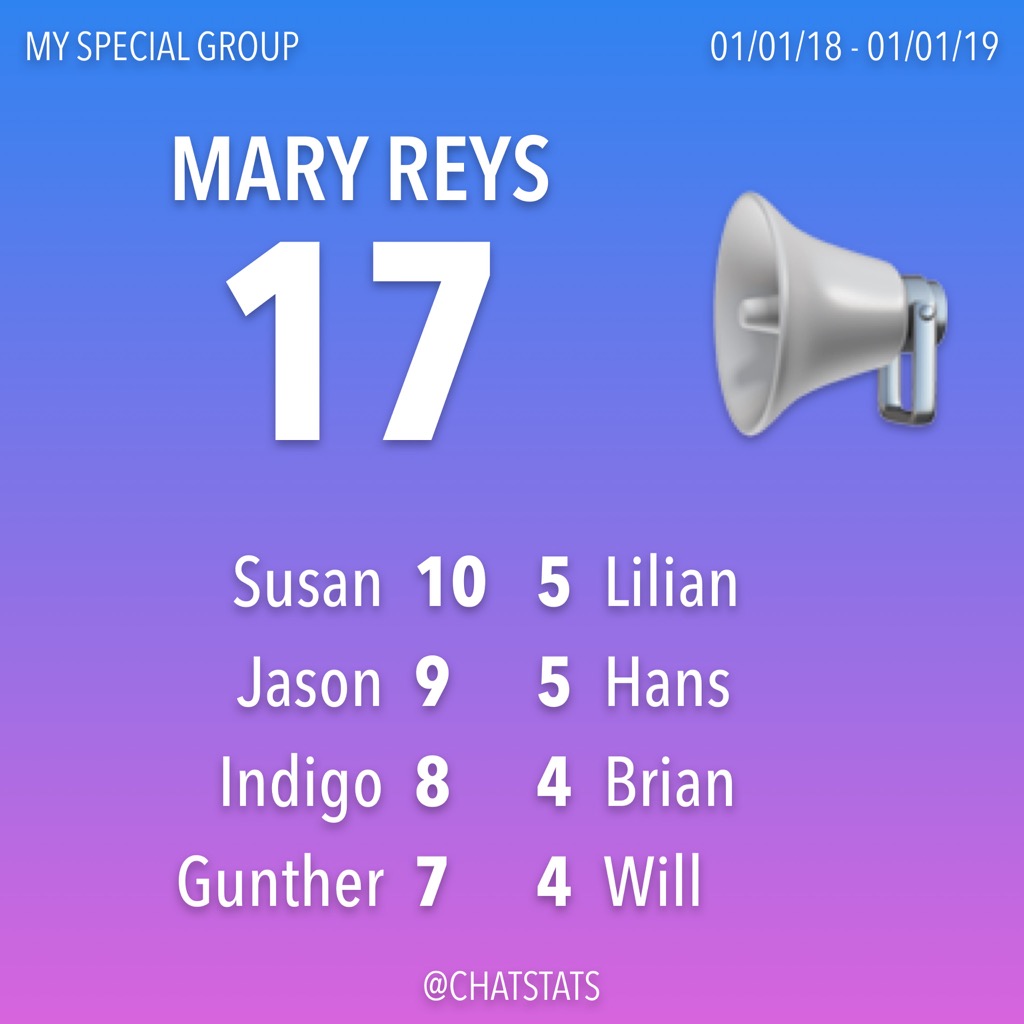 MY SPECIAL GROUP 01/01/18 - 01/01/19
MARY REYS
17
Susan 10 5 Lilian
Jason 9 5 Hans
Indigo 8 4 Brian
Gunther 7 4 Will
@CHATSTATS